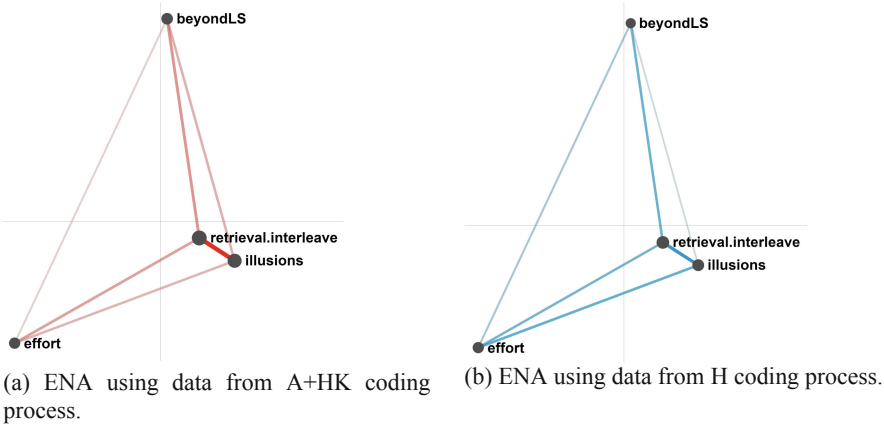 beyondLS
retrieval.interleave
illusions
effort
(a) ENA using data from A+HK coding
process.
beyondLS
retrieval.interleave
illusions
effort
(b) ENA using data from H coding process.